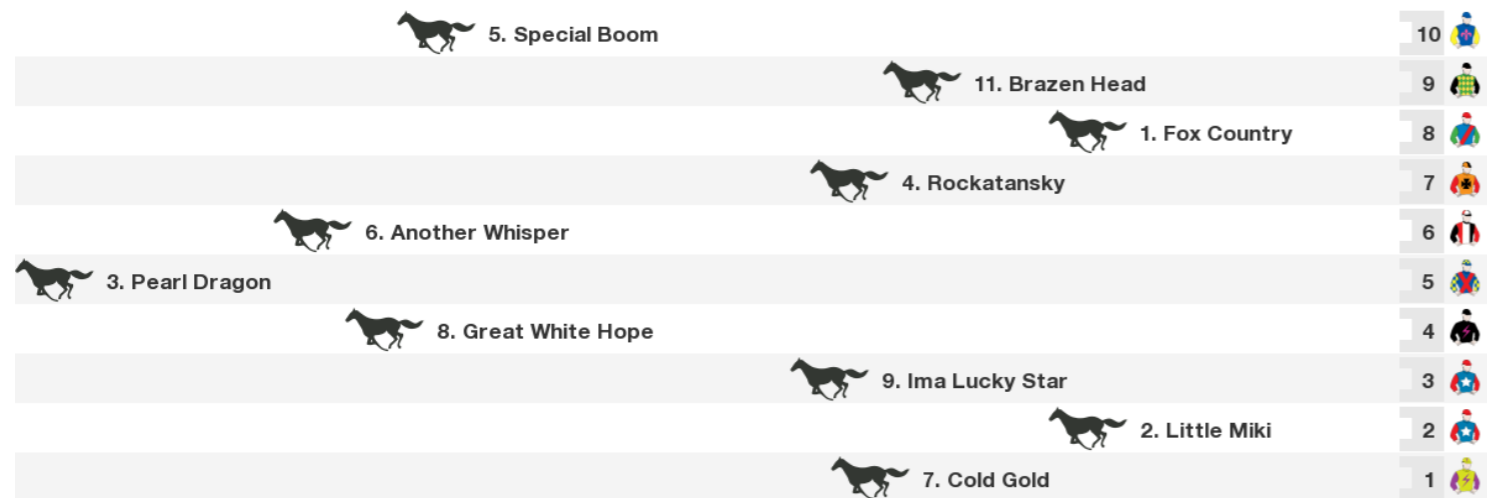 5. Special Boom 10
11. Brazen Head 9
1. Fox Country 8
4. Rockatansky 7
6. Another Whisper 6
3. Pearl Dragon 5
8. Great White Hope 4
9. Ima Lucky Star 3
2. Little Miki 2
7. Cold Gold 1